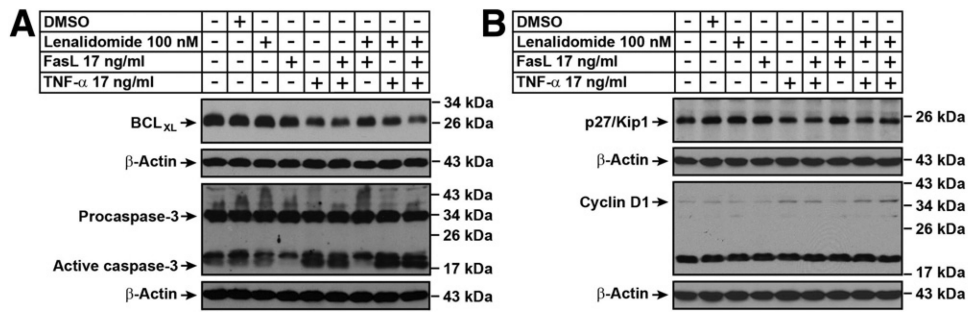 A
DMSO - + - - - - - - -
Lenalidomide 100 nM - - + - - - + + +
FasL 17 ng/ml - - - + - + + - +
TNF-α 17 ng/ml - - - - + + - + +
34 kDa
BCLXL 26 kDa
β-Actin 43 kDa
43 kDa
Procaspase-3 34 kDa
26 kDa
Active caspase-3 17 kDa
β-Actin 43 kDa
B
DMSO - + - - - - - - -
Lenalidomide 100 nM - - + - - - + + +
FasL 17 ng/ml - - - + - + + - +
TNF-α 17 ng/ml - - - - + + - + +
p27/Kip1 26 kDa
β-Actin 43 kDa
43 kDa
Cyclin D1 34 kDa
26 kDa
17 kDa
β-Actin 43 kDa